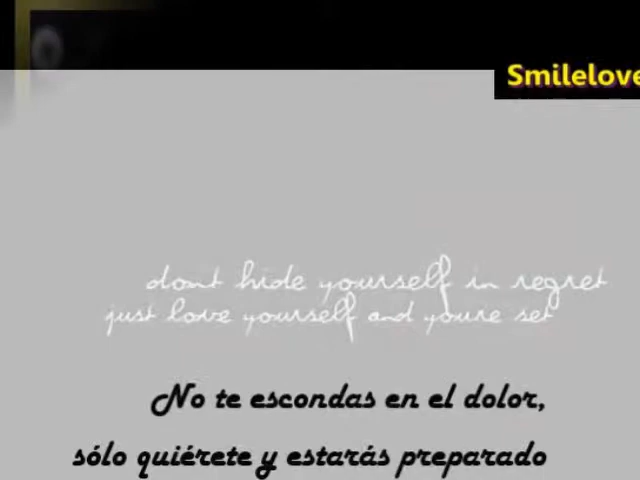 Smilelove
dont hide yourself in regret
just love yourself and youre set
No te escondas en el dolor,
sólo quiérete y estarás preparado